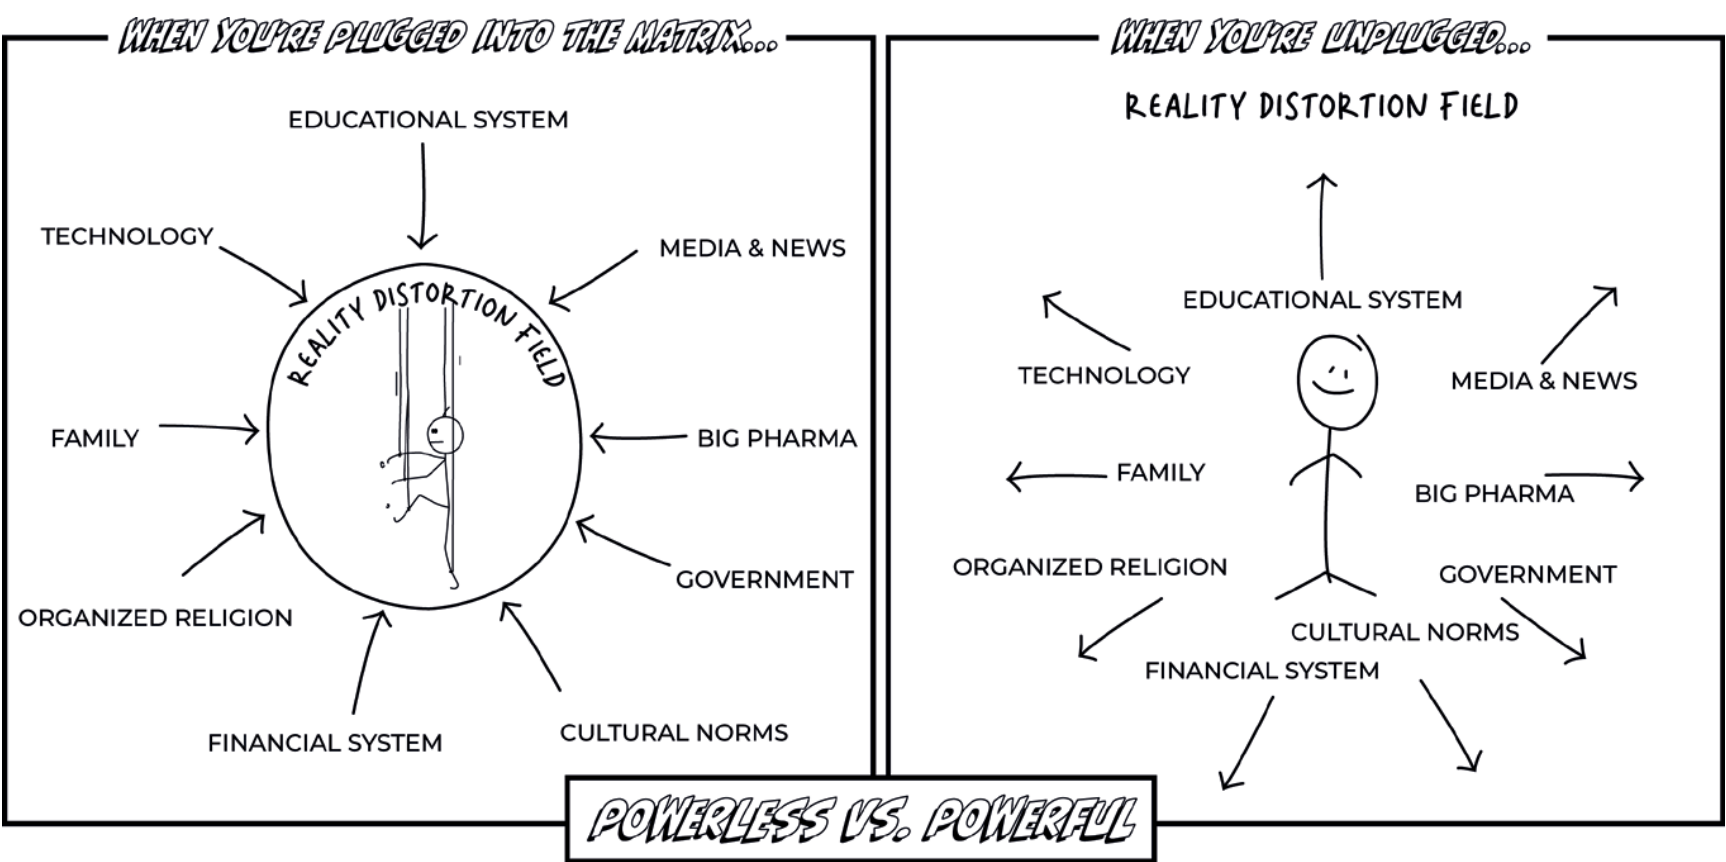 WHEN YOU'RE PLUGGED INTO THE MATRIX...
EDUCATIONAL SYSTEM
TECHNOLOGY
MEDIA & NEWS
REALITY DISTORTION FIELD
FAMILY
BIG PHARMA
GOVERNMENT
ORGANIZED RELIGION
FINANCIAL SYSTEM
CULTURAL NORMS
WHEN YOU'RE UNPLUGGED...
REALITY DISTORTION FIELD
EDUCATIONAL SYSTEM
TECHNOLOGY
MEDIA & NEWS
FAMILY
BIG PHARMA
ORGANIZED RELIGION
GOVERNMENT
CULTURAL NORMS
FINANCIAL SYSTEM
POWERLESS VS. POWERFUL